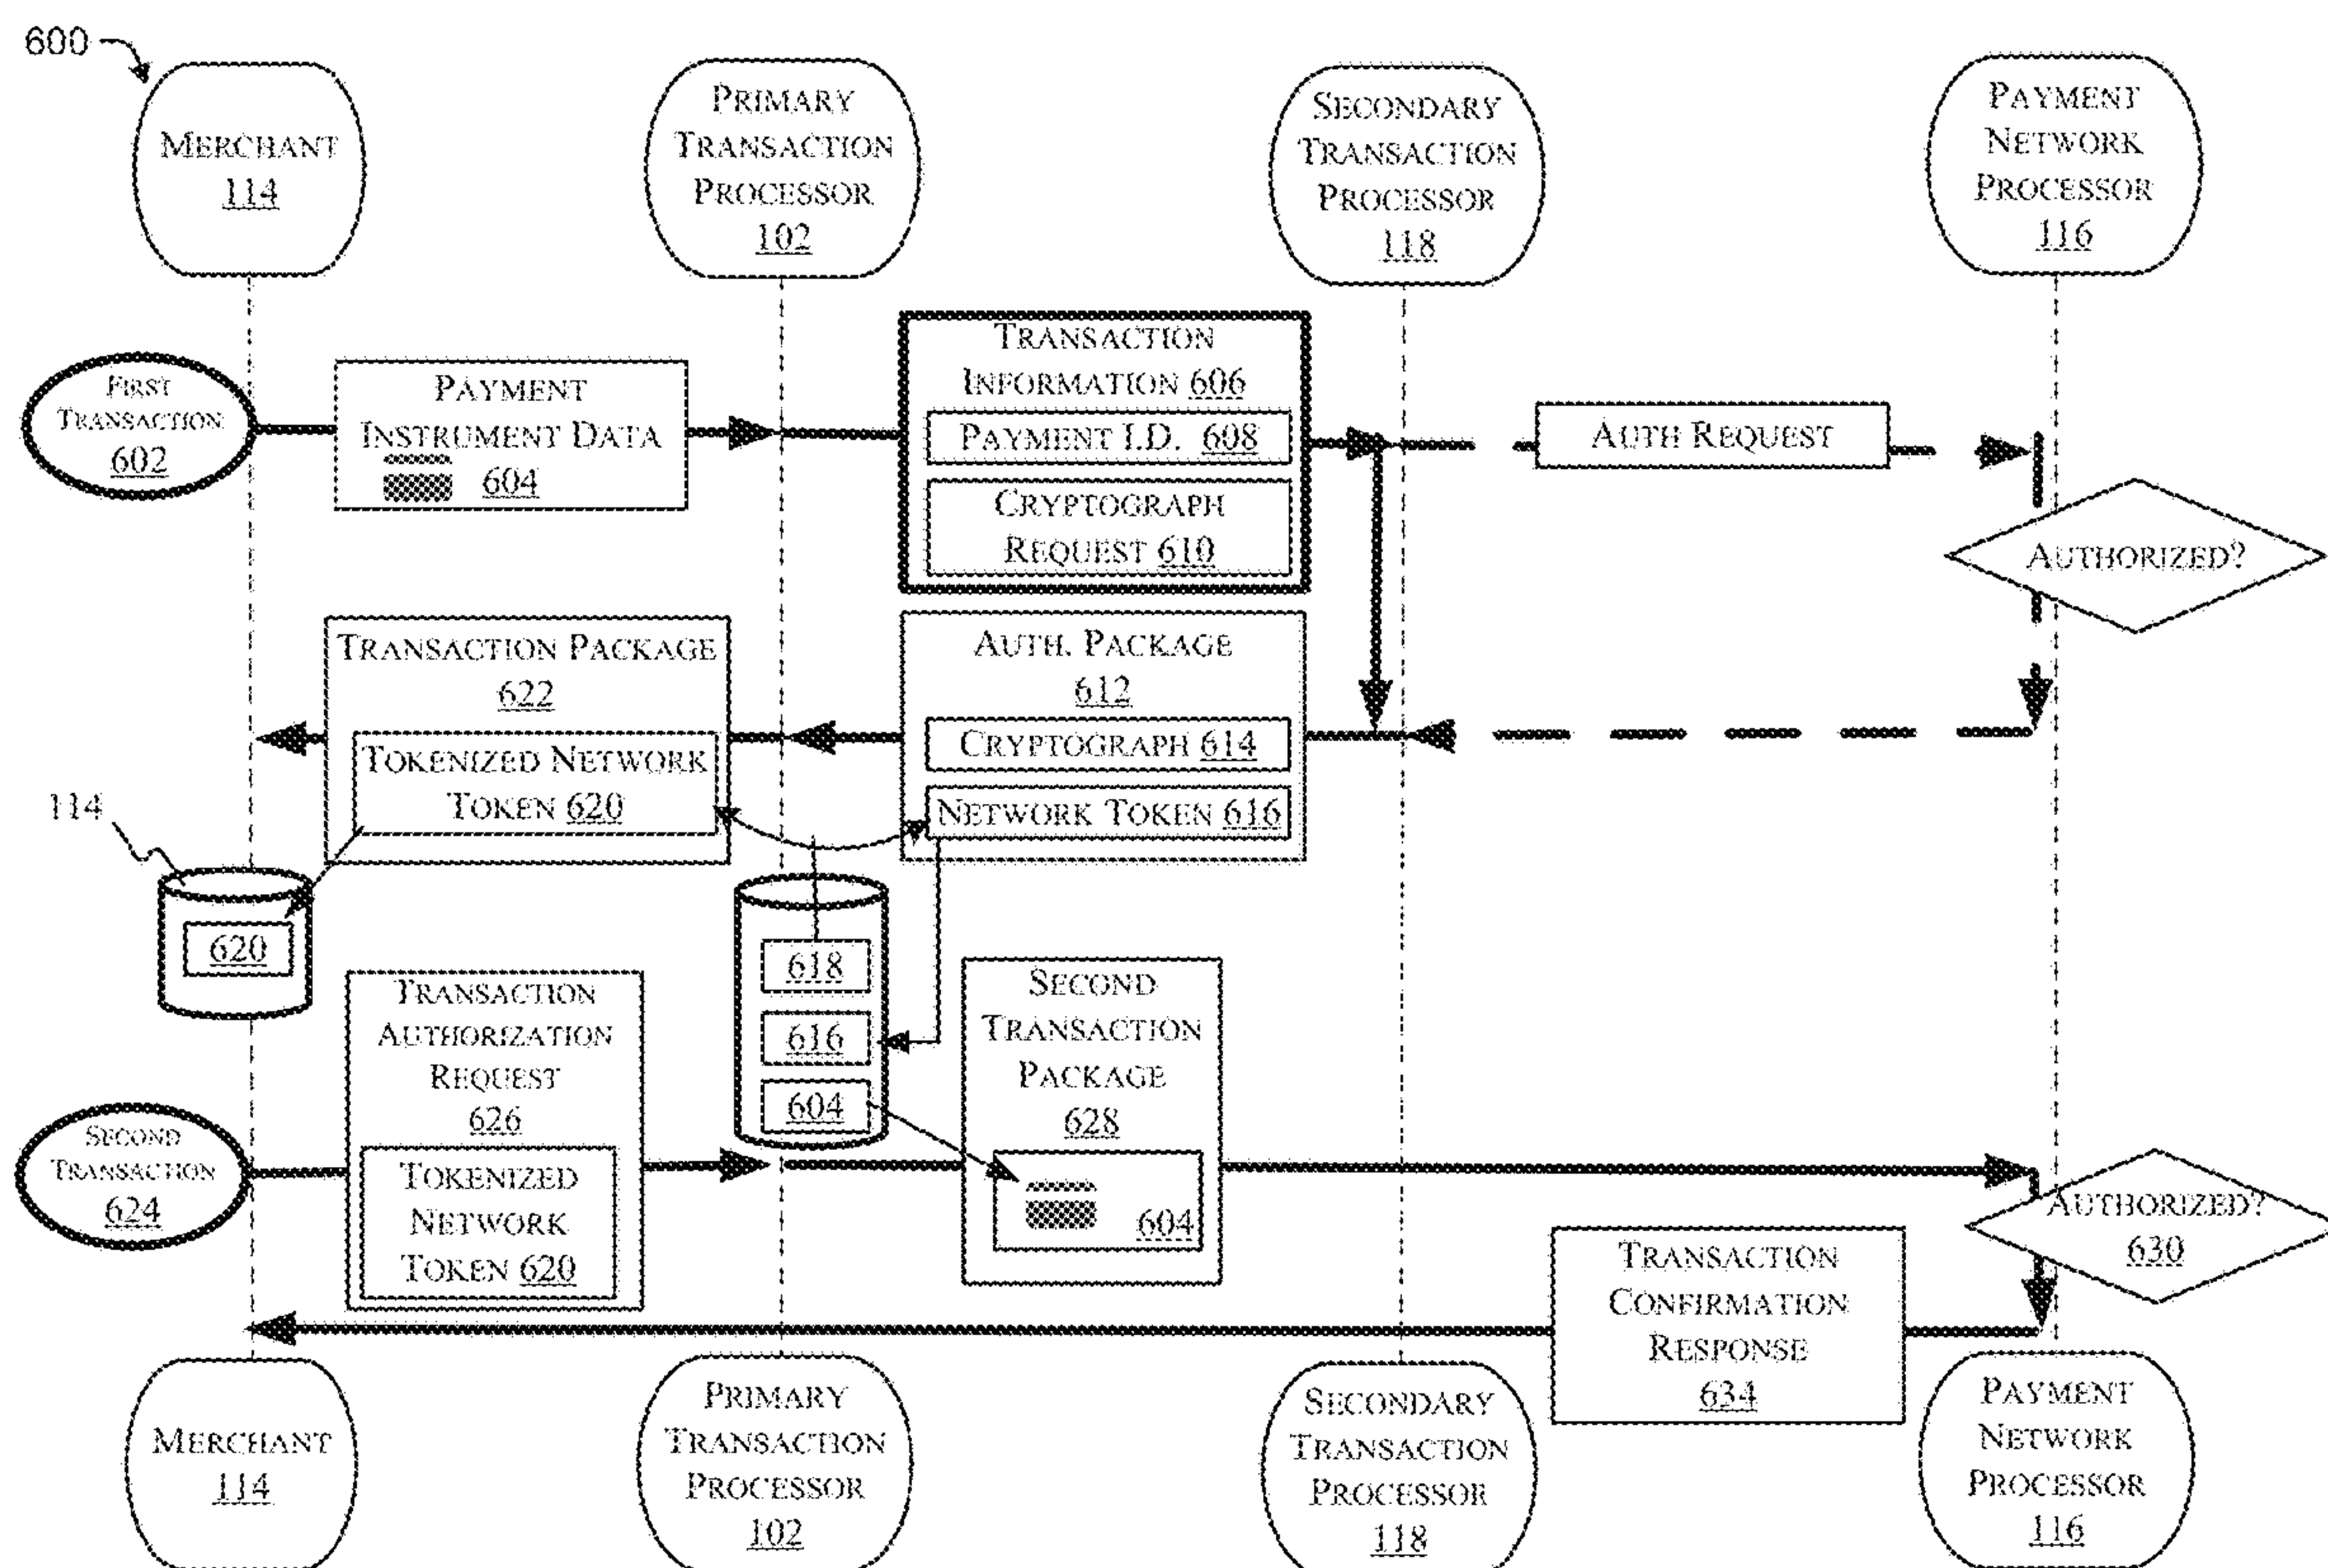 600
MERCHANT
114
PRIMARY
TRANSACTION
PROCESSOR
102
SECONDARY
TRANSACTION
PROCESSOR
118
PAYMENT
NETWORK
PROCESSOR
116
FIRST
TRANSACTION
602
PAYMENT
INSTRUMENT DATA
604
TRANSACTION
INFORMATION 606
PAYMENT I.D. 608
CRYPTOGRAPH
REQUEST 610
AUTH REQUEST
AUTHORIZED?
TRANSACTION PACKAGE
622
TOKENIZED NETWORK
TOKEN 620
AUTH. PACKAGE
612
CRYPTOGRAPH 614
NETWORK TOKEN 616
114
620
618
616
604
TRANSACTION
AUTHORIZATION
REQUEST
626
TOKENIZED
NETWORK
TOKEN 620
SECOND
TRANSACTION
PACKAGE
628
604
SECOND
TRANSACTION
624
AUTHORIZED?
630
TRANSACTION
CONFIRMATION
RESPONSE
634
MERCHANT
114
PRIMARY
TRANSACTION
PROCESSOR
102
SECONDARY
TRANSACTION
PROCESSOR
118
PAYMENT
NETWORK
PROCESSOR
116